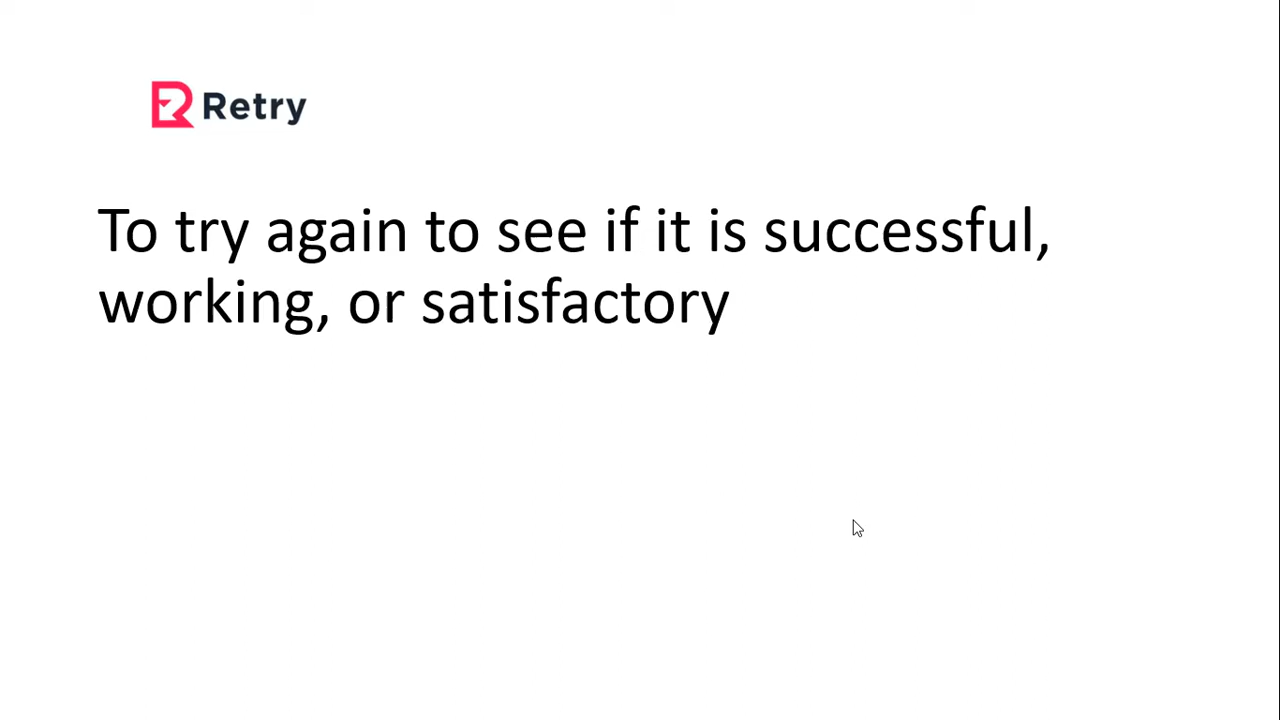 Retry
To try again to see if it is successful,
working, or satisfactory